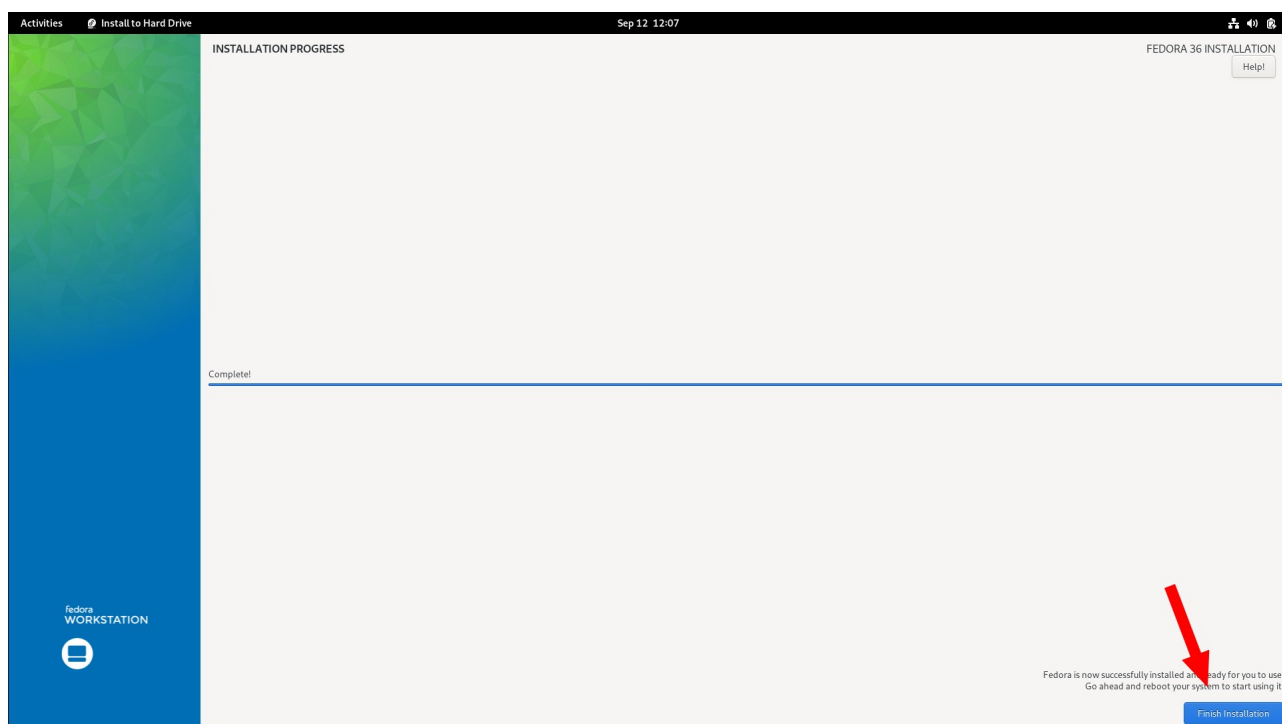 Activities Install to Hard Drive Sep 12 12:07
INSTALLATION PROGRESS FEDORA 36 INSTALLATION
Help!
Complete!
fedora
WORKSTATION
Fedora is now successfully installed and ready for you to use
Go ahead and reboot your system to start using it
Finish Installation